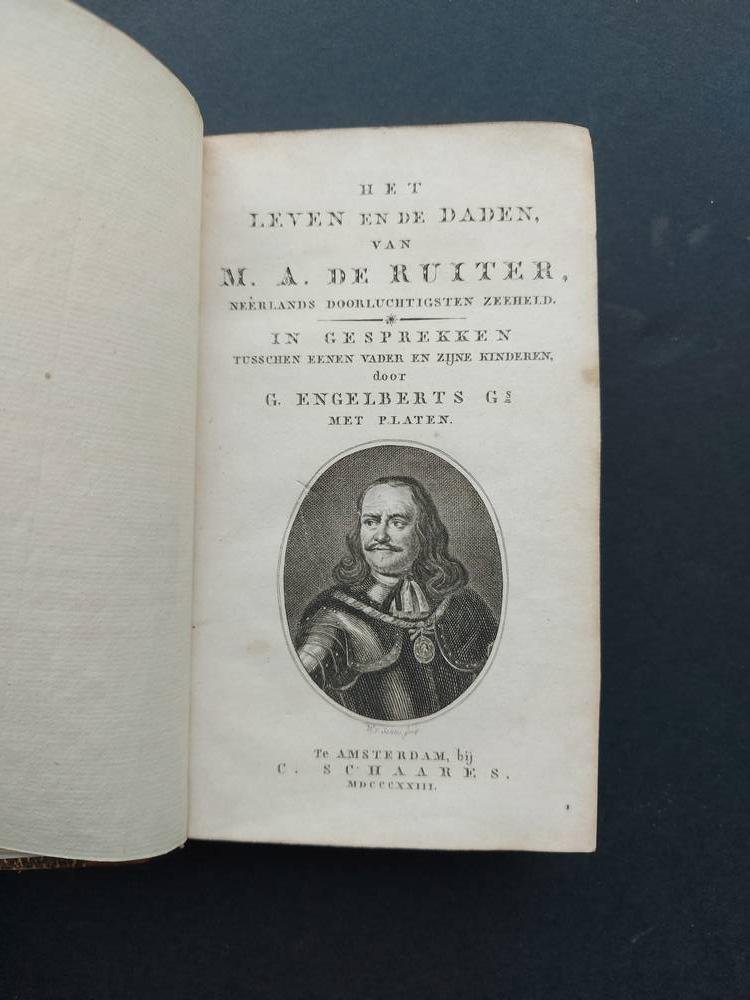 HET
LEVEN EN DE DADEN,
VAN
M. A. DE RUITER,
NEÊRLANDS DOORLUCHTIGSTEN ZEEHELD.
IN GESPREKKEN
TUSSCHEN EENEN VADER EN ZIJNE KINDEREN,
door
G. ENGELBERTS Gs
MET PLATEN.
Te AMSTERDAM, bij
C. SCHAARES.
MDCCCXXIII.